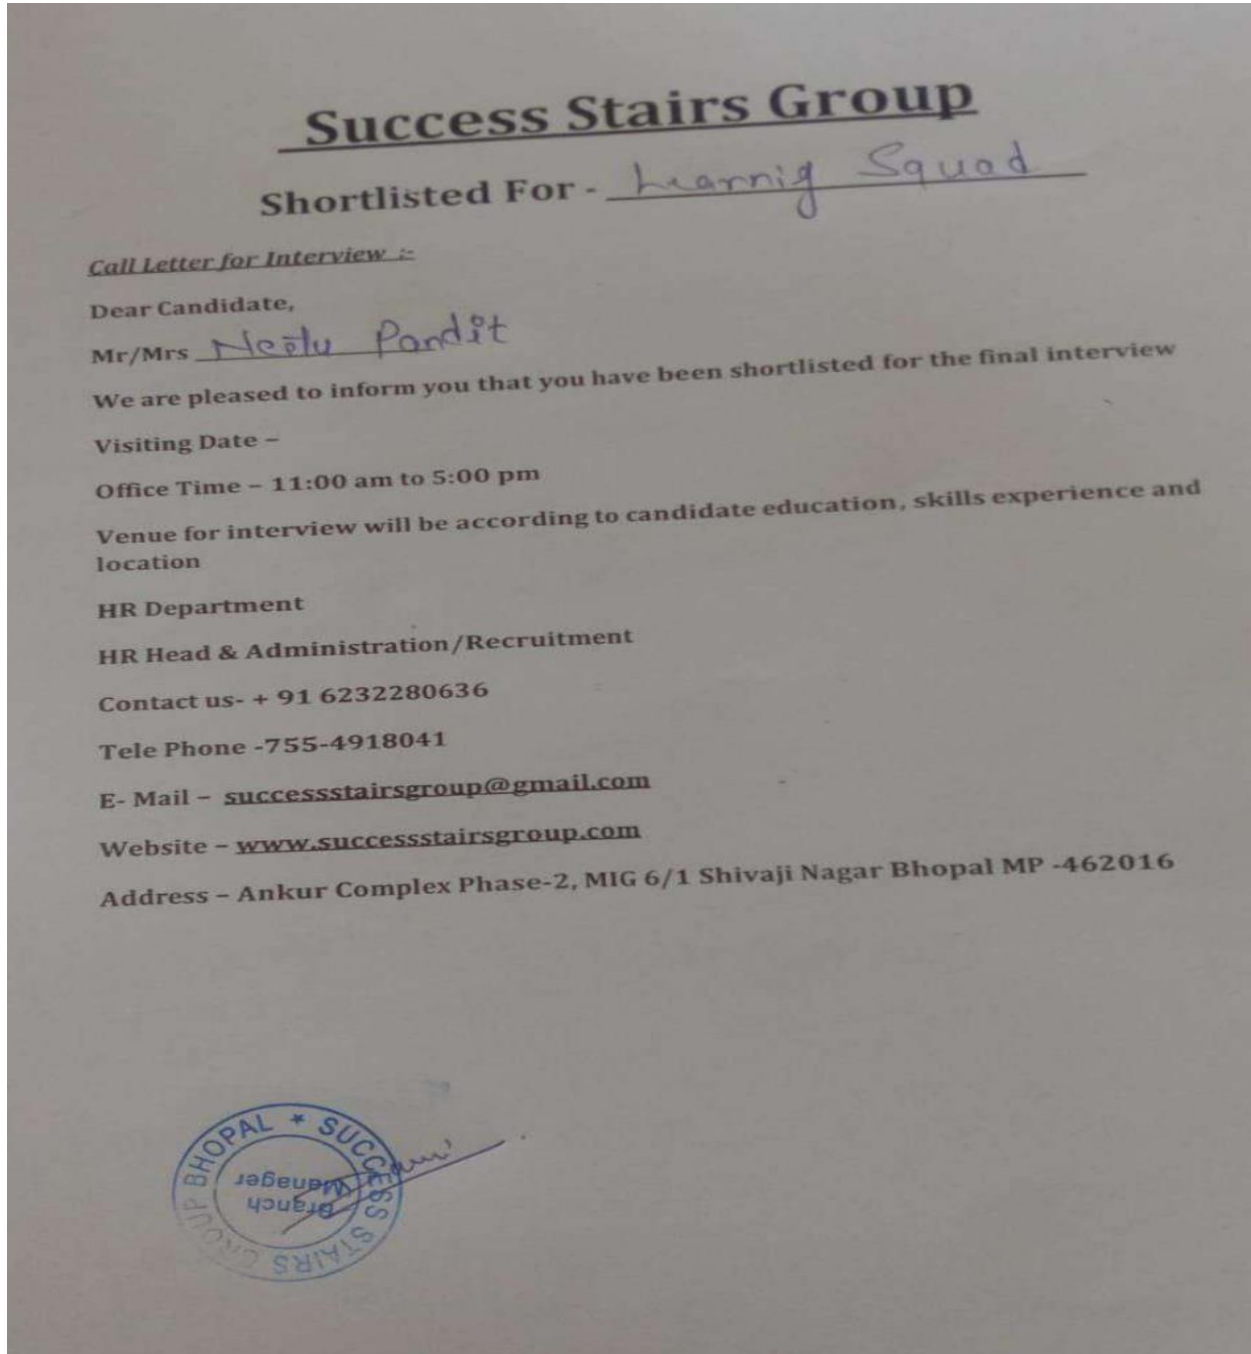 Success Stairs Group
Shortlisted For - Learnig Squad
Call Letter for Interview :-
Dear Candidate,
Mr/Mrs Neetu Pandit
We are pleased to inform you that you have been shortlisted for the final interview
Visiting Date –
Office Time – 11:00 am to 5:00 pm
Venue for interview will be according to candidate education, skills experience and
location
HR Department
HR Head & Administration/Recruitment
Contact us- + 91 6232280636
Tele Phone -755-4918041
E- Mail – successstairsgroup@gmail.com
Website – www.successstairsgroup.com
Address – Ankur Complex Phase-2, MIG 6/1 Shivaji Nagar Bhopal MP -462016
SUCCESS STAIRS GROUP BHOPAL *
Branch
Manager